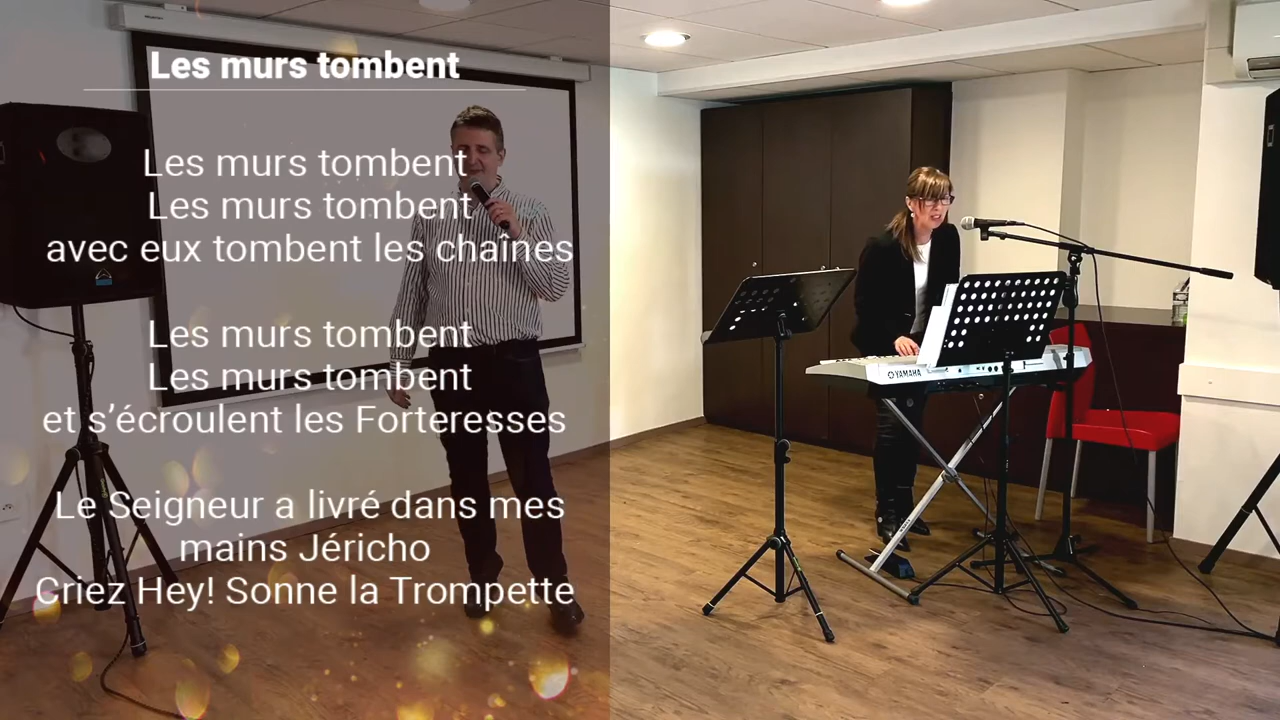 Les murs tombent
Les murs tombent
Les murs tombent
avec eux tombent les chaînes
Les murs tombent
Les murs tombent
et s’écroulent les Forteresses
Le Seigneur a livré dans mes
mains Jéricho
Criez Hey! Sonne la Trompette
YAMAHA